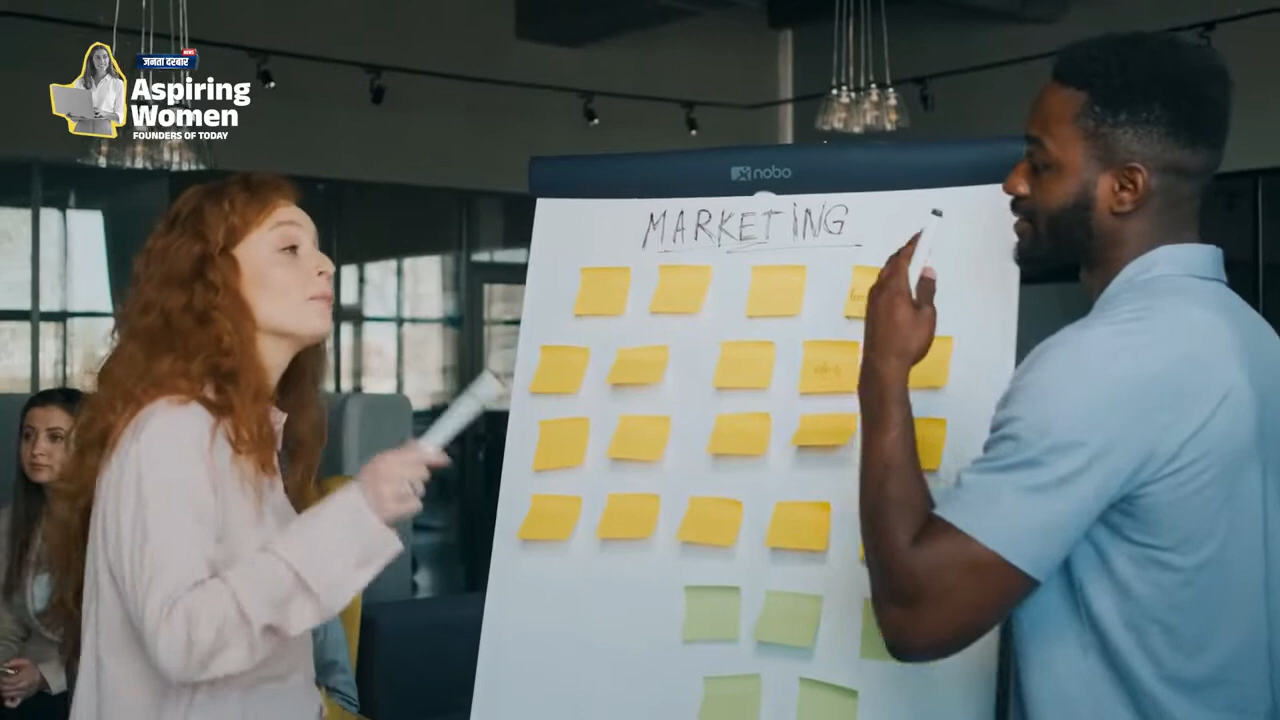 जनता दरबार
NEWS
Aspiring
Women
FOUNDERS OF TODAY
nobo
MARKETING